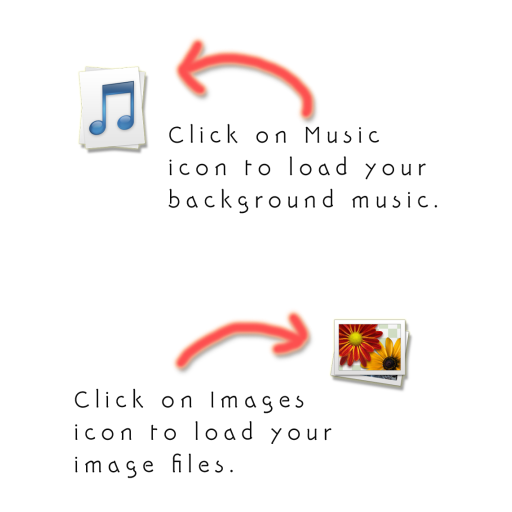 Click on Music
icon to load your
background music.
Click on Images
icon to load your
image files.